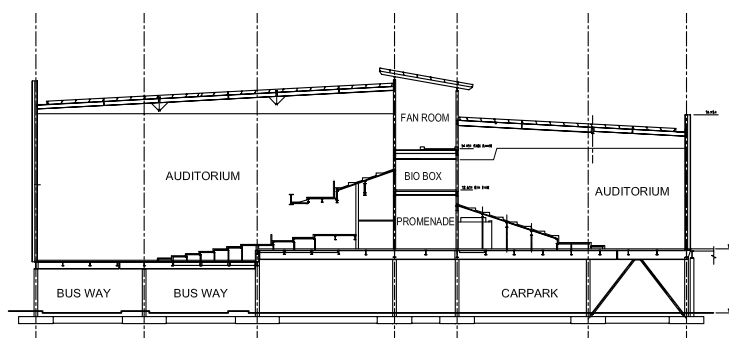 FAN ROOM
AUDITORIUM
BIO BOX
AUDITORIUM
PROMENADE
BUS WAY
BUS WAY
CARPARK